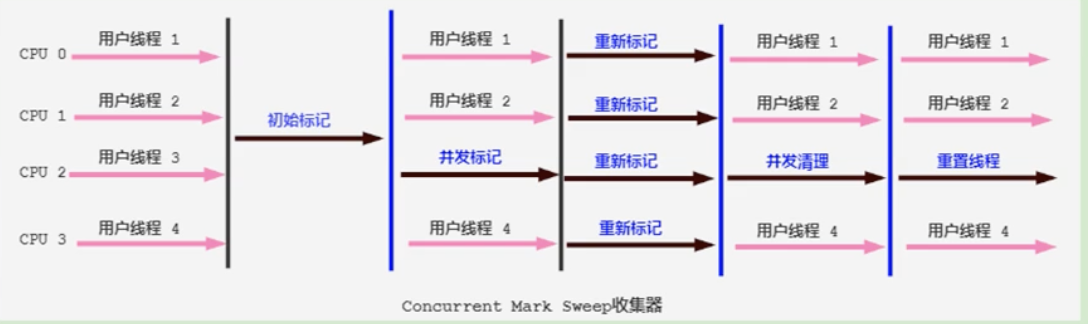 用户线程 1 用户线程 1 重新标记 用户线程 1 用户线程 1
CPU 0
用户线程 2 用户线程 2 重新标记 用户线程 2 用户线程 2
CPU 1 初始标记
用户线程 3 并发标记 重新标记 并发清理 重置线程
CPU 2
用户线程 4 用户线程 4 重新标记 用户线程 4 用户线程 4
CPU 3
Concurrent Mark Sweep收集器